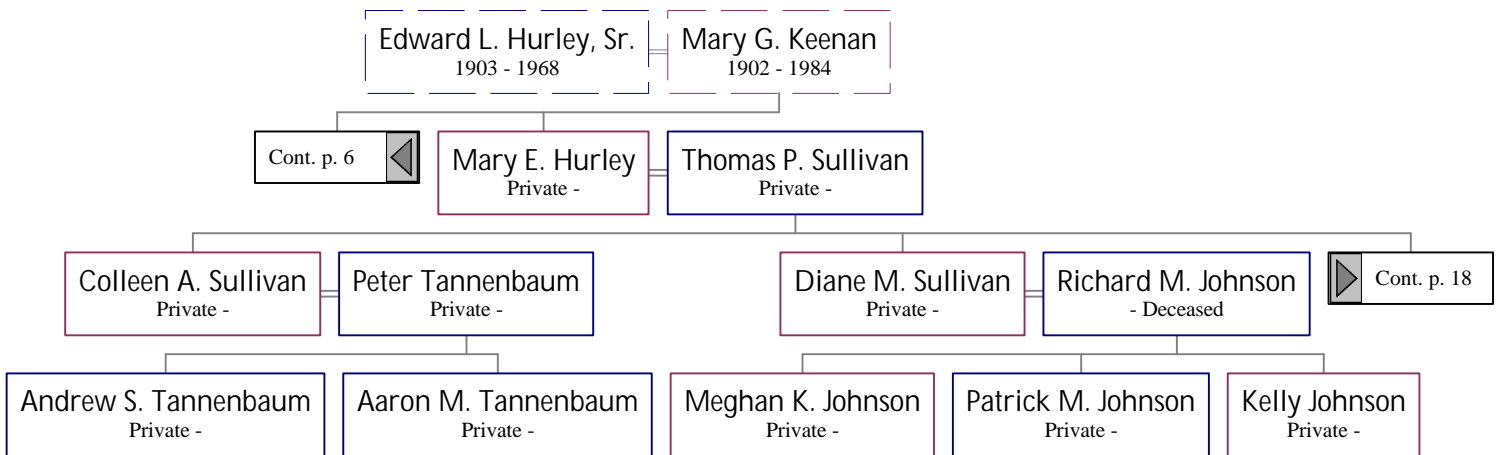 Edward L. Hurley, Sr.
1903 - 1968
Mary G. Keenan
1902 - 1984
Cont. p. 6
Mary E. Hurley
Private -
Thomas P. Sullivan
Private -
Colleen A. Sullivan
Private -
Peter Tannenbaum
Private -
Diane M. Sullivan
Private -
Richard M. Johnson
- Deceased
Cont. p. 18
Andrew S. Tannenbaum
Private -
Aaron M. Tannenbaum
Private -
Meghan K. Johnson
Private -
Patrick M. Johnson
Private -
Kelly Johnson
Private -